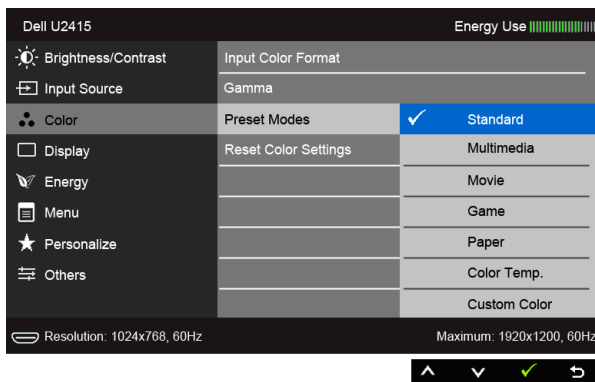 Dell U2415 Energy Use
Brightness/Contrast Input Color Format
Input Source Gamma
Color Preset Modes Standard
Display Reset Color Settings Multimedia
Energy Movie
Menu Game
Personalize Paper
Others Color Temp.
Custom Color
Resolution: 1024x768, 60Hz Maximum: 1920x1200, 60Hz